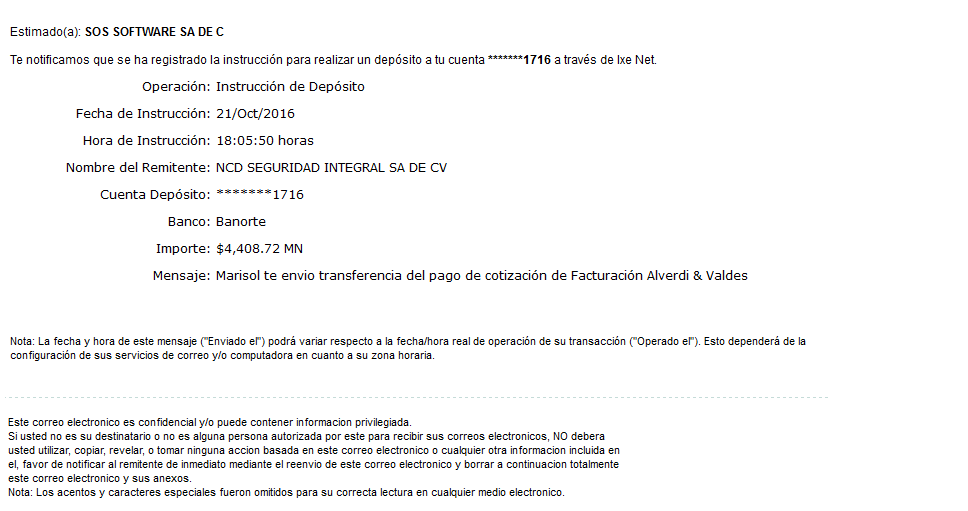 Estimado(a): SOS SOFTWARE SA DE C
Te notificamos que se ha registrado la instrucción para realizar un depósito a tu cuenta *******1716 a través de Ixe Net.
Operación: Instrucción de Depósito
Fecha de Instrucción: 21/Oct/2016
Hora de Instrucción: 18:05:50 horas
Nombre del Remitente: NCD SEGURIDAD INTEGRAL SA DE CV
Cuenta Depósito: *******1716
Banco: Banorte
Importe: $4,408.72 MN
Mensaje: Marisol te envio transferencia del pago de cotización de Facturación Alverdi & Valdes
Nota: La fecha y hora de este mensaje ("Enviado el") podrá variar respecto a la fecha/hora real de operación de su transacción ("Operado el"). Esto dependerá de la
configuración de sus servicios de correo y/o computadora en cuanto a su zona horaria.
Este correo electronico es confidencial y/o puede contener informacion privilegiada.
Si usted no es su destinatario o no es alguna persona autorizada por este para recibir sus correos electronicos, NO debera
usted utilizar, copiar, revelar, o tomar ninguna accion basada en este correo electronico o cualquier otra informacion incluida en
el, favor de notificar al remitente de inmediato mediante el reenvio de este correo electronico y borrar a continuacion totalmente
este correo electronico y sus anexos.
Nota: Los acentos y caracteres especiales fueron omitidos para su correcta lectura en cualquier medio electronico.